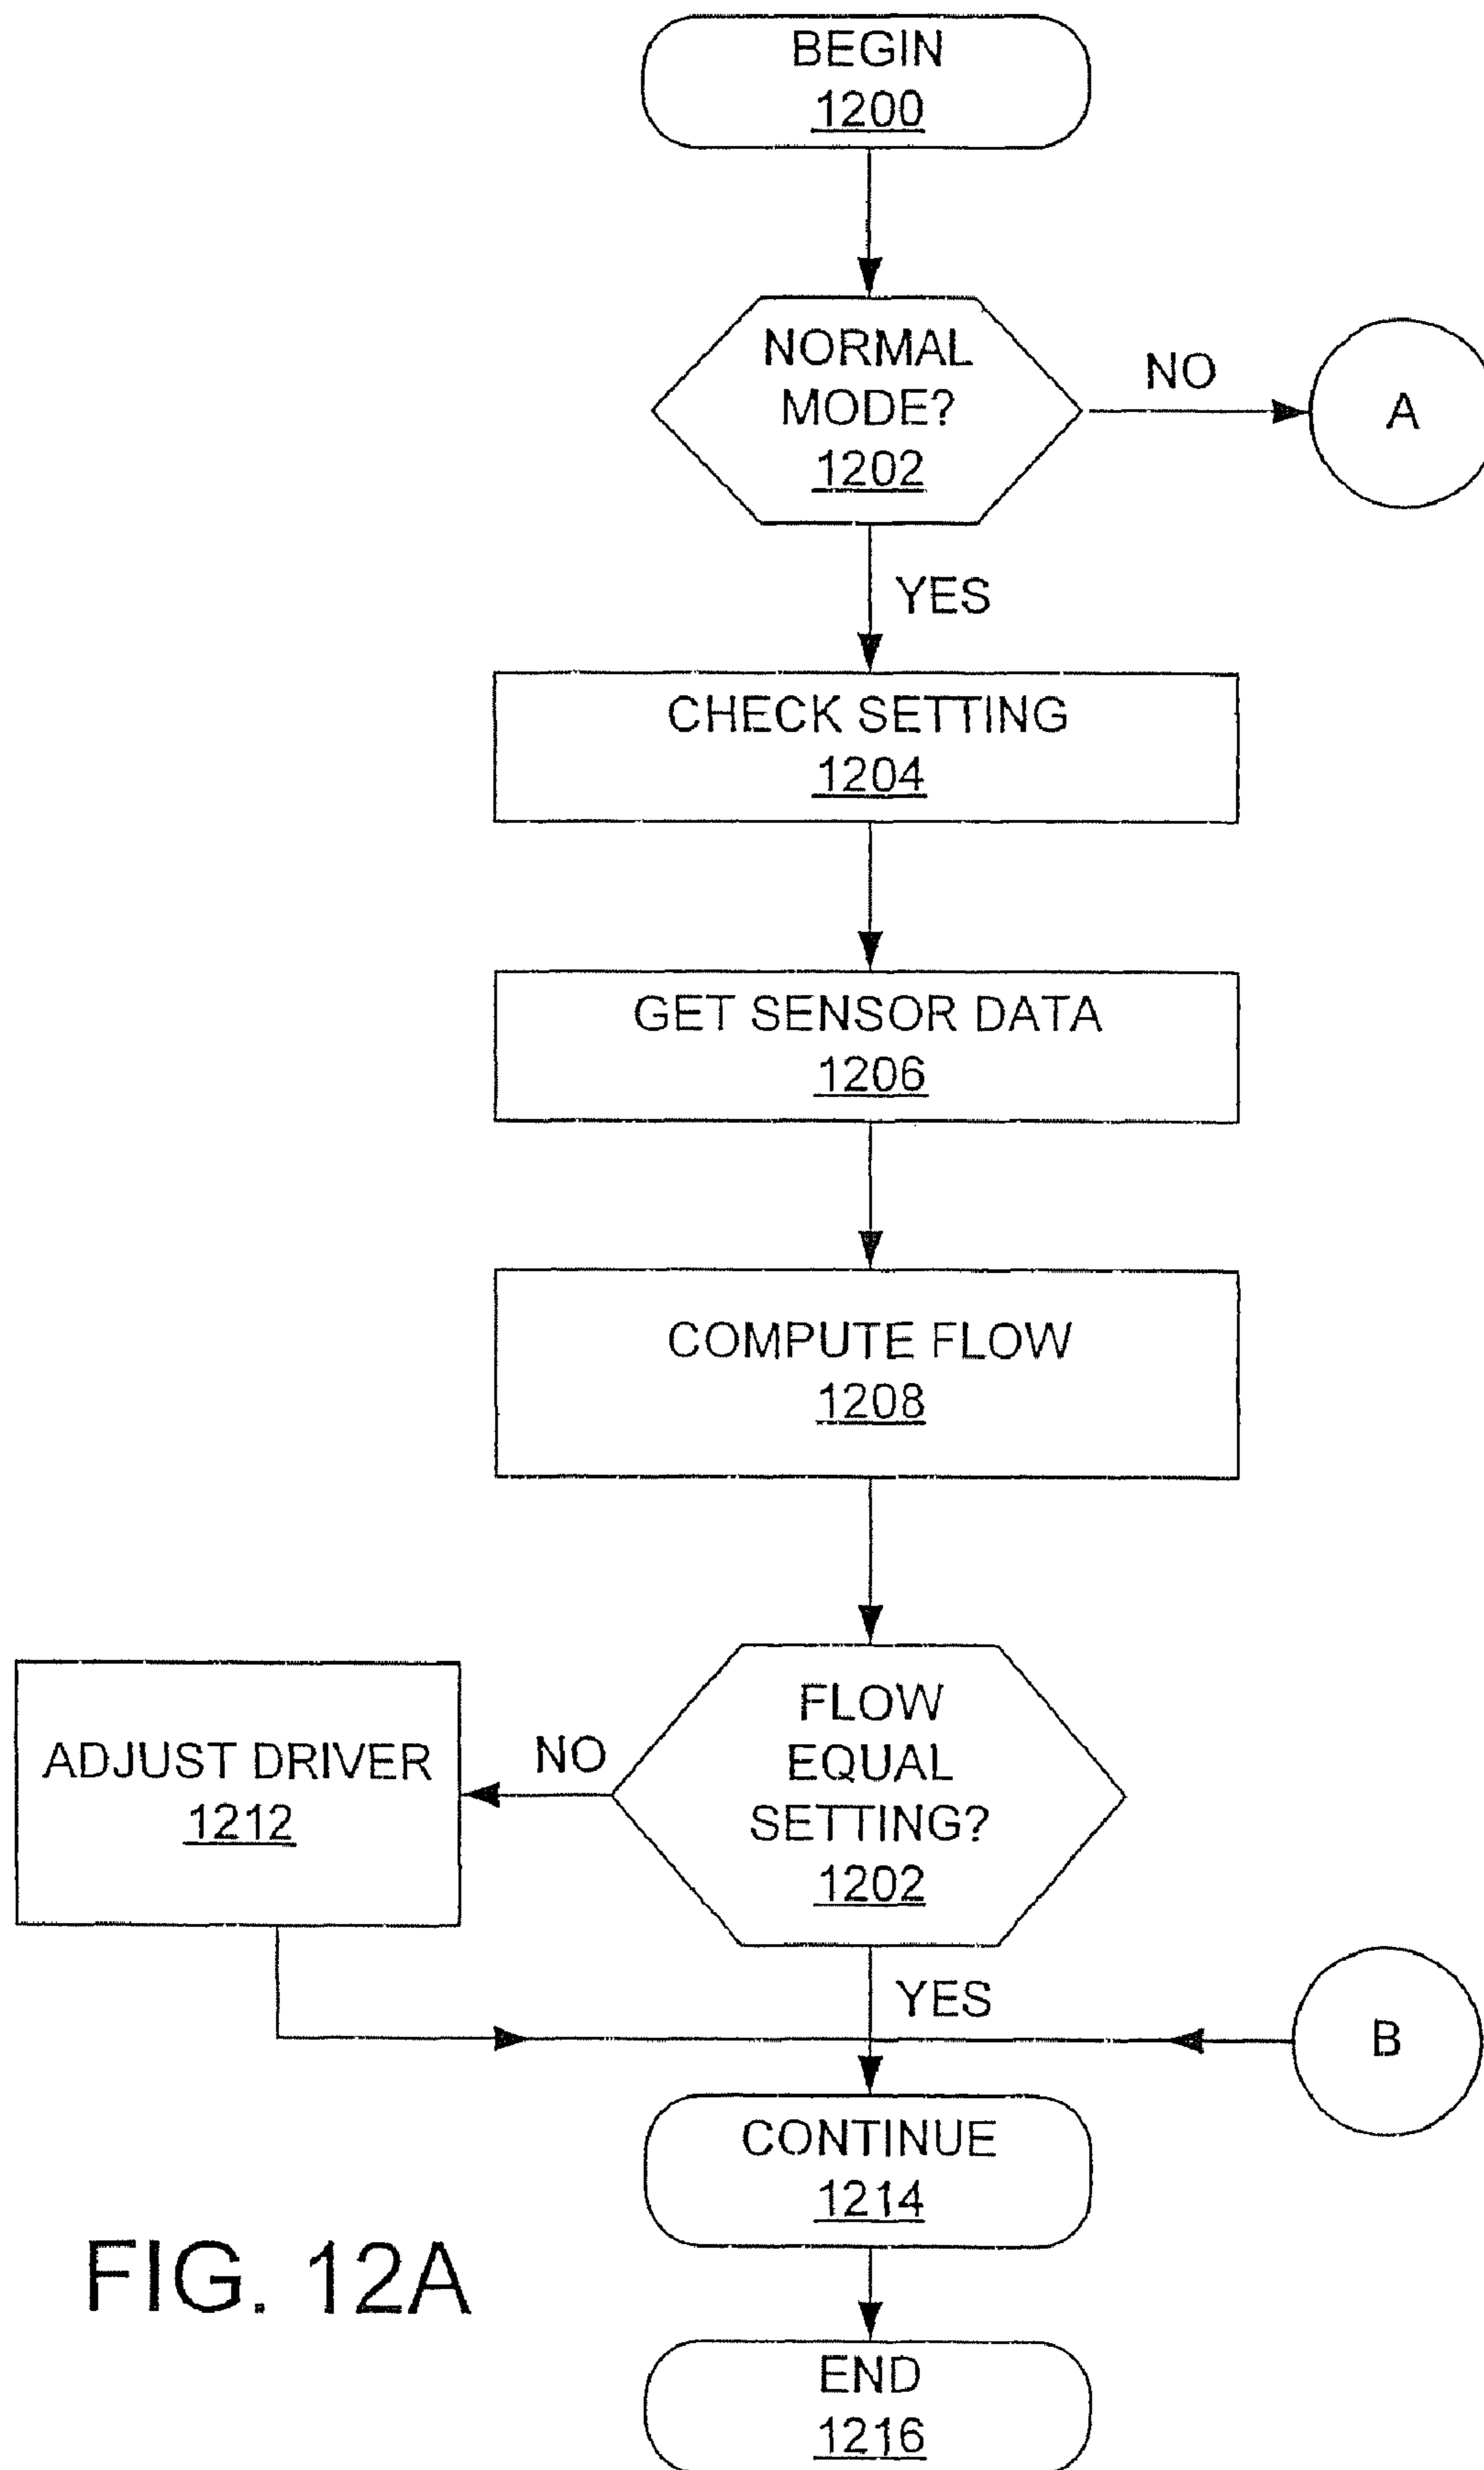 BEGIN
1200
NORMAL
MODE?
1202
NO
A
YES
CHECK SETTING
1204
GET SENSOR DATA
1206
COMPUTE FLOW
1208
FLOW
EQUAL
SETTING?
1202
NO
ADJUST DRIVER
1212
YES
B
CONTINUE
1214
FIG. 12A
END
1216